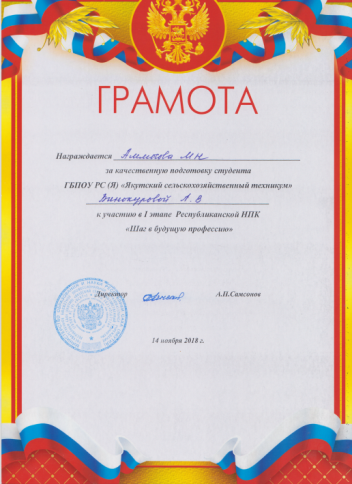 ГРАМОТА
Награждается М Н
за качественную подготовку студента
ГБПОУ РС (Я) «Якутский сельскохозяйственный техникум»
Винокуровой Л. В
к участию в I этапе Республиканской НПК
«Шаг в будущую профессию»
Директор А.Н.Самсонов
14 ноября 2018 г.